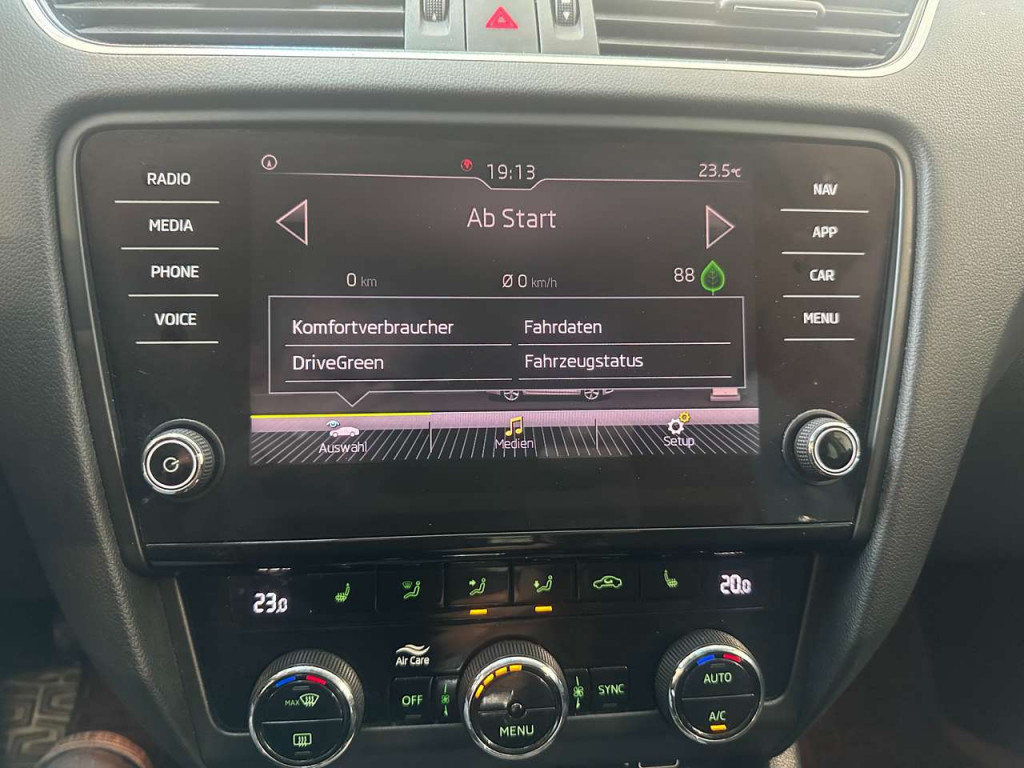 RADIO
MEDIA
PHONE
VOICE
19:13
23.5°C
Ab Start
0 km
Ø 0 km/h
88
Komfortverbraucher
Fahrdaten
DriveGreen
Fahrzeugstatus
Auswahl
Medien
Setup
NAV
APP
CAR
MENU
23.0
20.0
Air Care
MAX
OFF
MENU
SYNC
AUTO
A/C